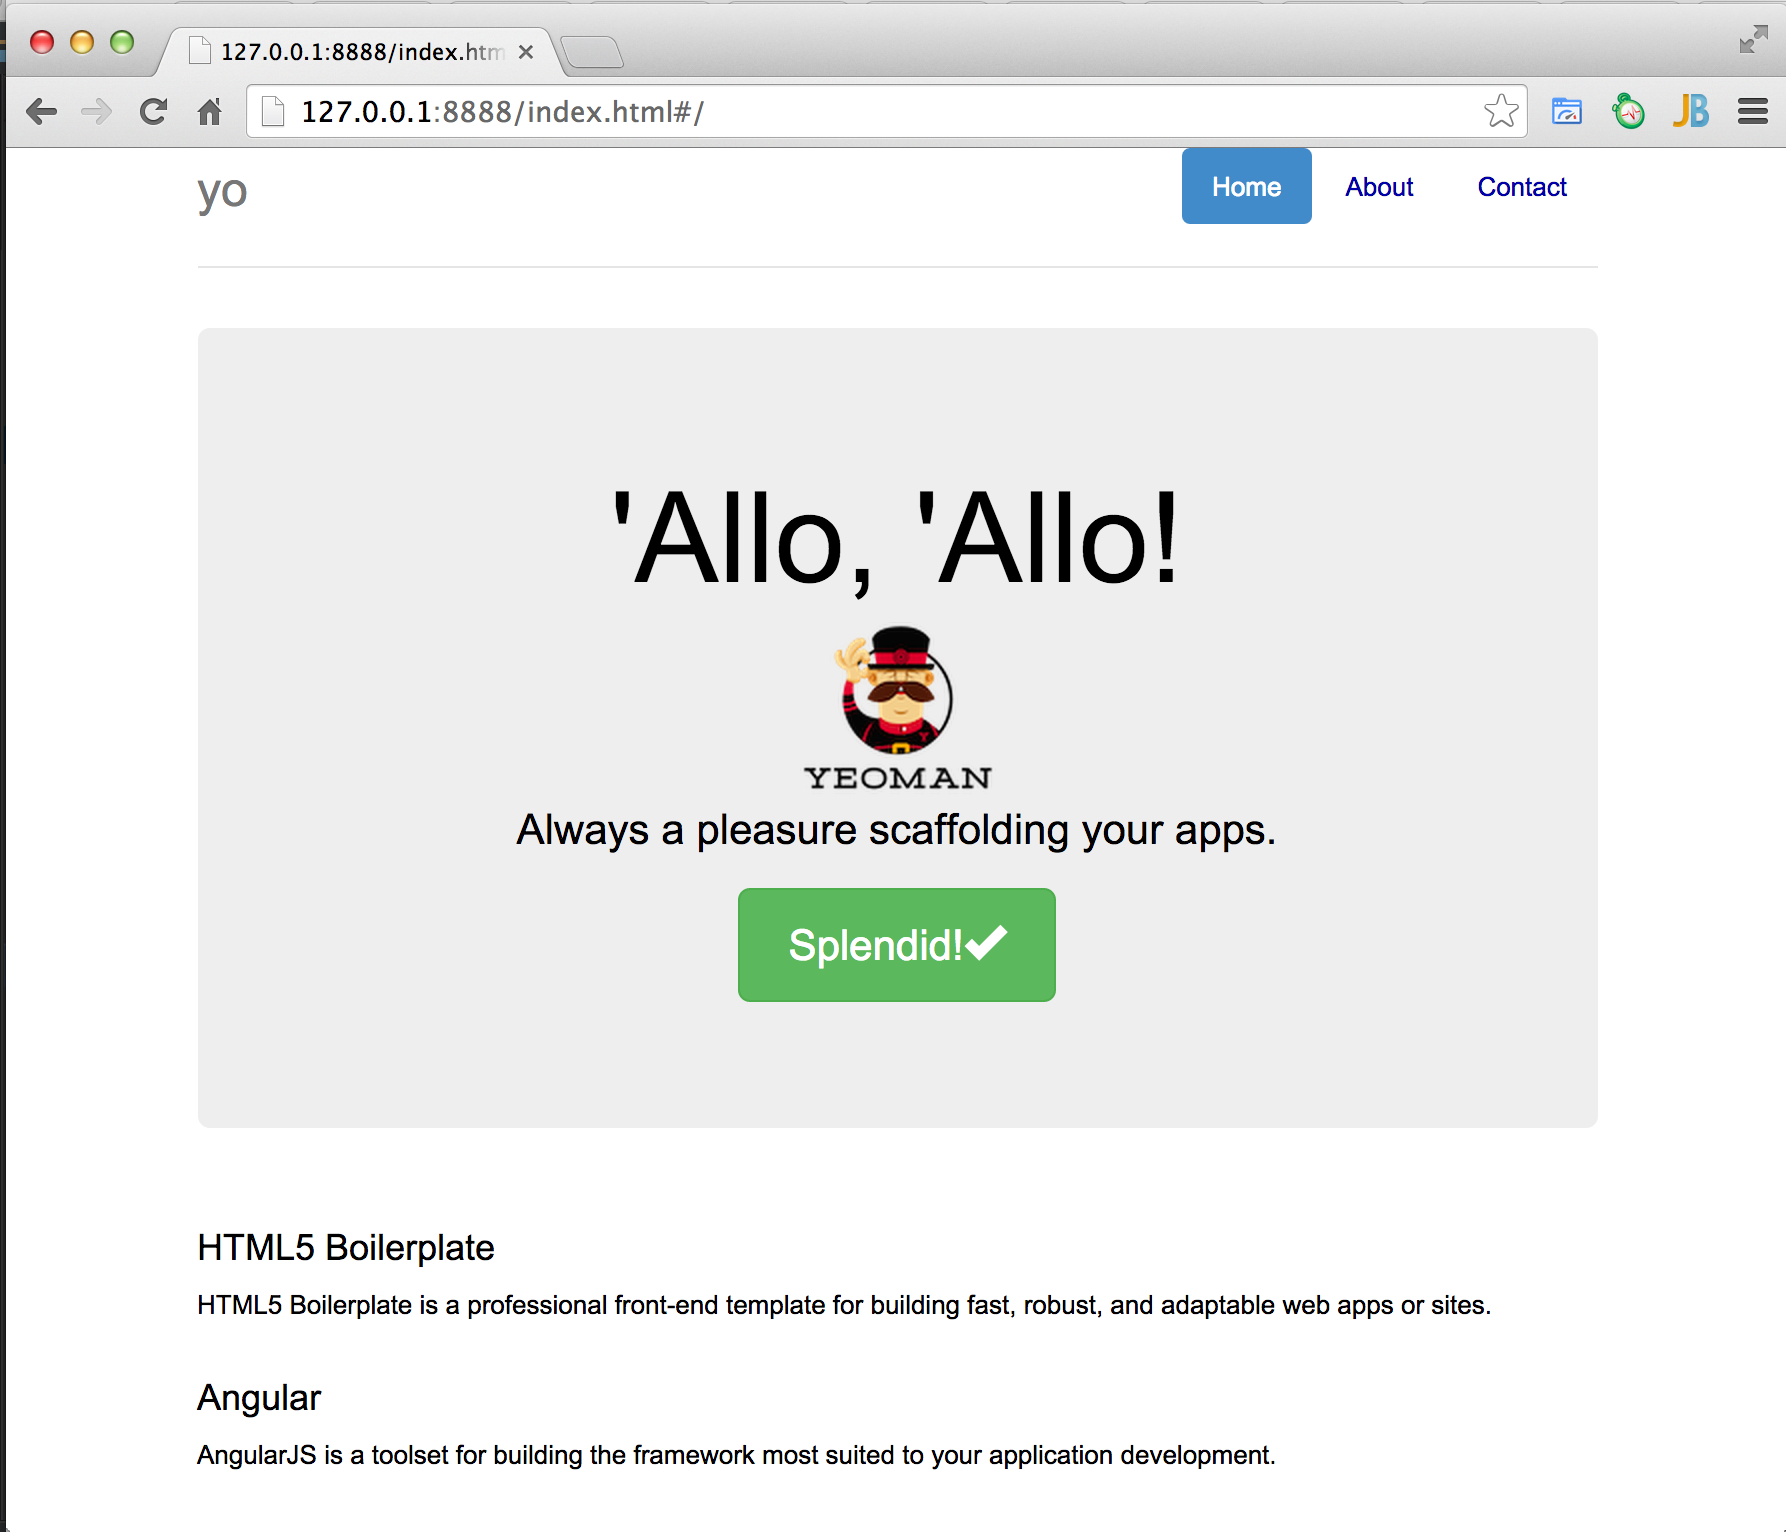 127.0.0.1:8888/index.htm
127.0.0.1:8888/index.html#/
JB
yo
Home
About
Contact
'Allo, 'Allo!
Y
YEOMAN
Always a pleasure scaffolding your apps.
Splendid!
HTML5 Boilerplate
HTML5 Boilerplate is a professional front-end template for building fast, robust, and adaptable web apps or sites.
Angular
AngularJS is a toolset for building the framework most suited to your application development.